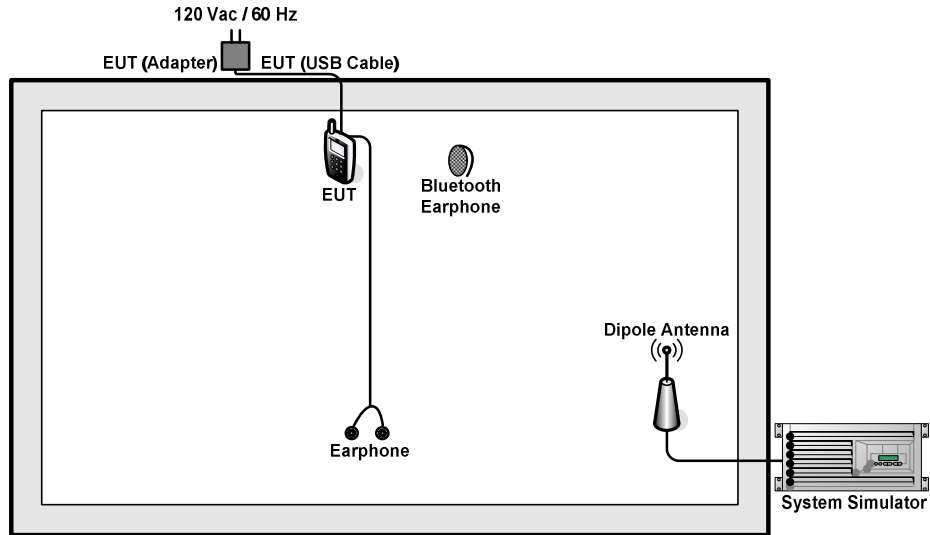 120 Vac / 60 Hz
EUT (Adapter)
EUT (USB Cable)
EUT
Bluetooth
Earphone
Dipole Antenna
Earphone
System Simulator